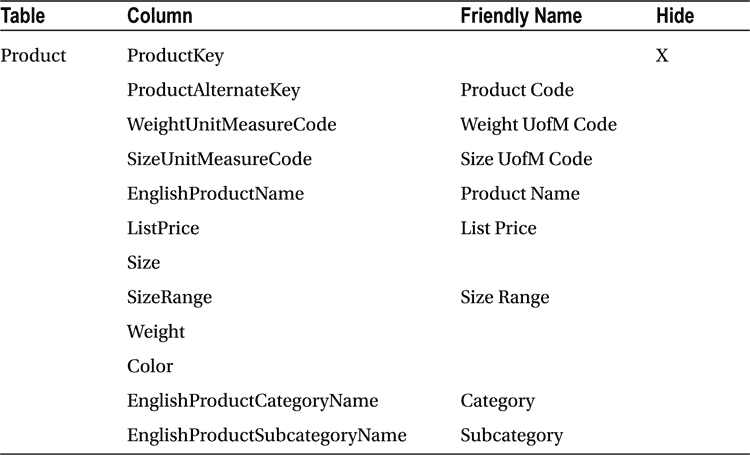 Table Column Friendly Name Hide
Product ProductKey X
ProductAlternateKey Product Code
WeightUnitMeasureCode Weight UofM Code
SizeUnitMeasureCode Size UofM Code
EnglishProductName Product Name
ListPrice List Price
Size
SizeRange Size Range
Weight
Color
EnglishProductCategoryName Category
EnglishProductSubcategoryName Subcategory